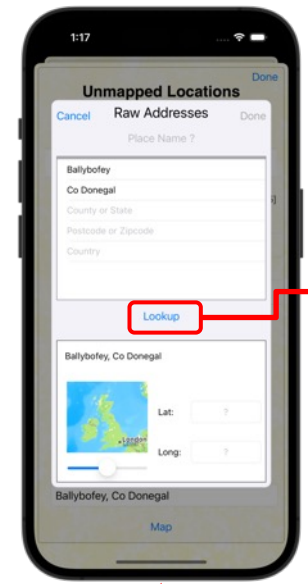 1:17
Done
Unmapped Locations
Cancel Raw Addresses Done
Place Name ?
Ballybofey
Co Donegal
County or State
Postcode or Zipcode
Country
Lookup
Ballybofey, Co Donegal
London
Lat: ?
Long: ?
Ballybofey, Co Donegal
Map